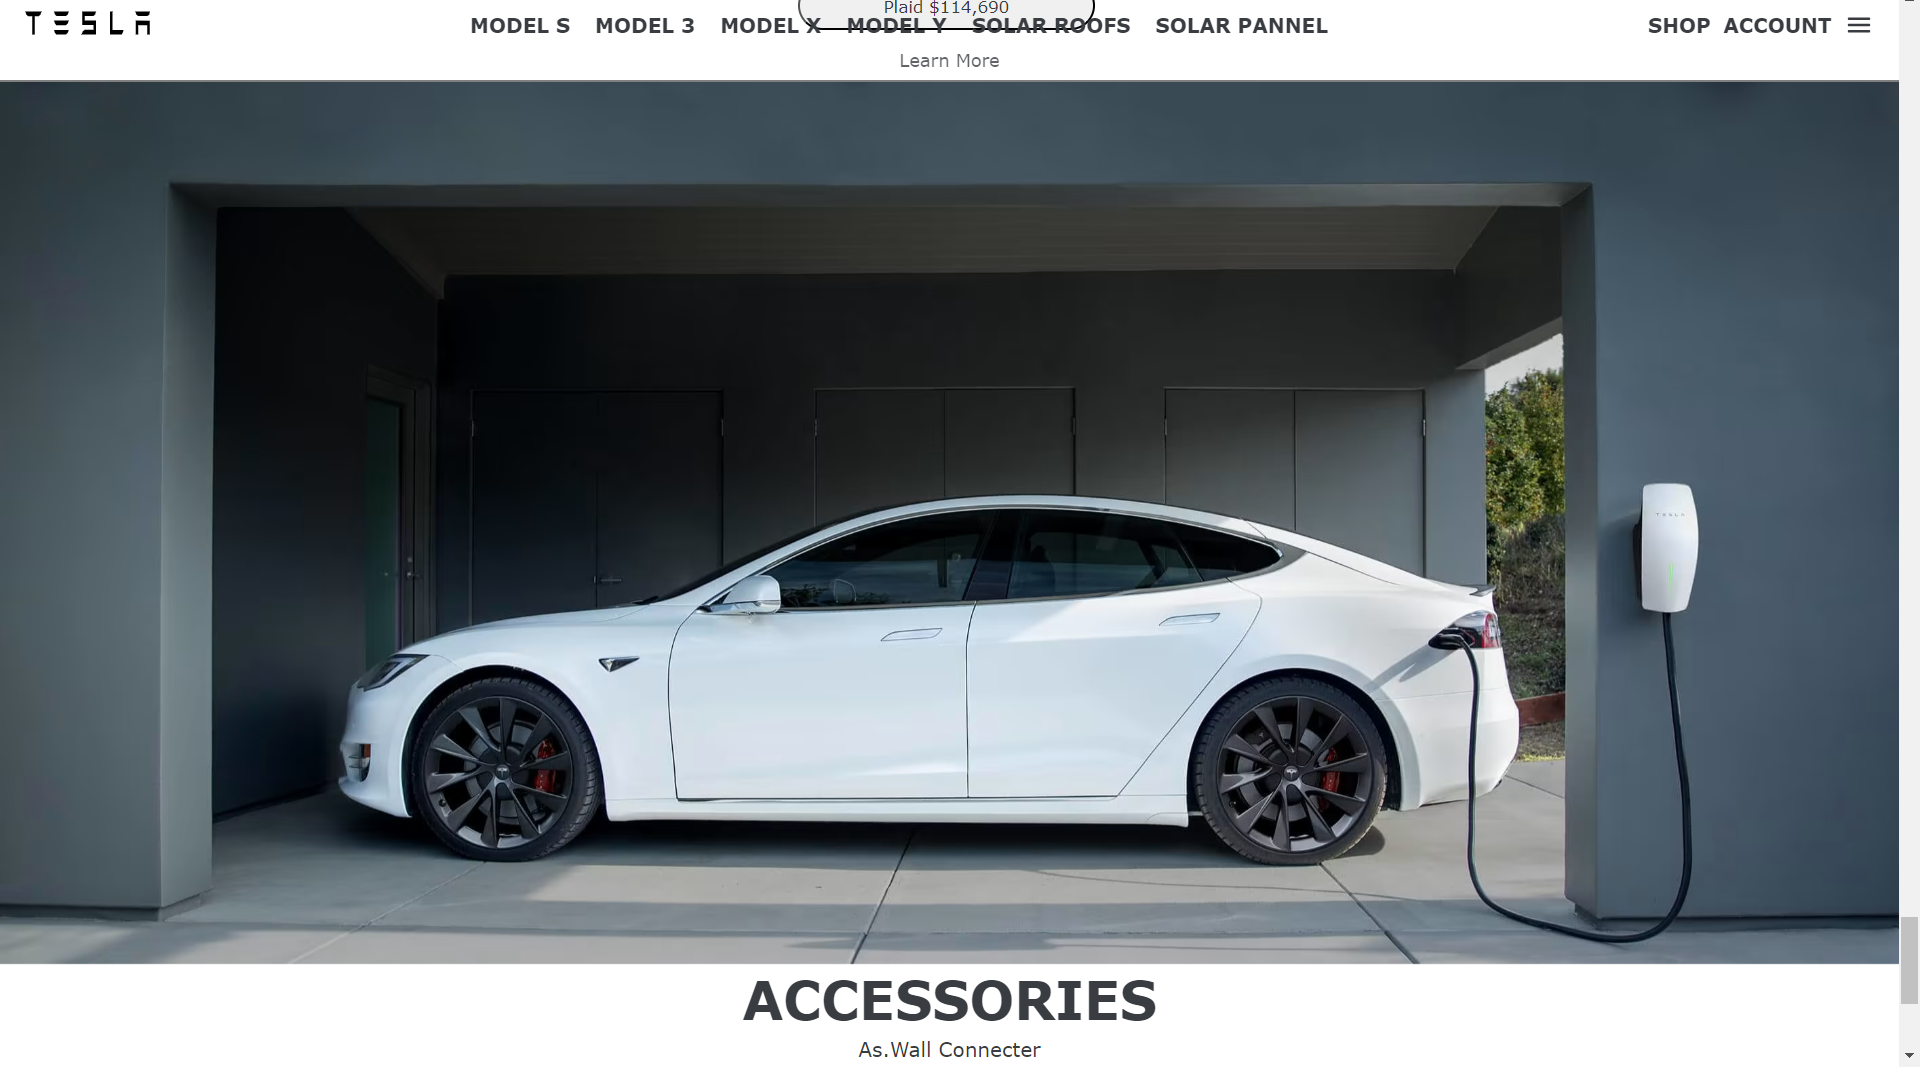 Plaid $114,690
TESLA MODEL S MODEL 3 MODEL X MODEL Y SOLAR ROOFS SOLAR PANNEL SHOP ACCOUNT
Learn More
TESLA
ACCESSORIES
As.Wall Connecter